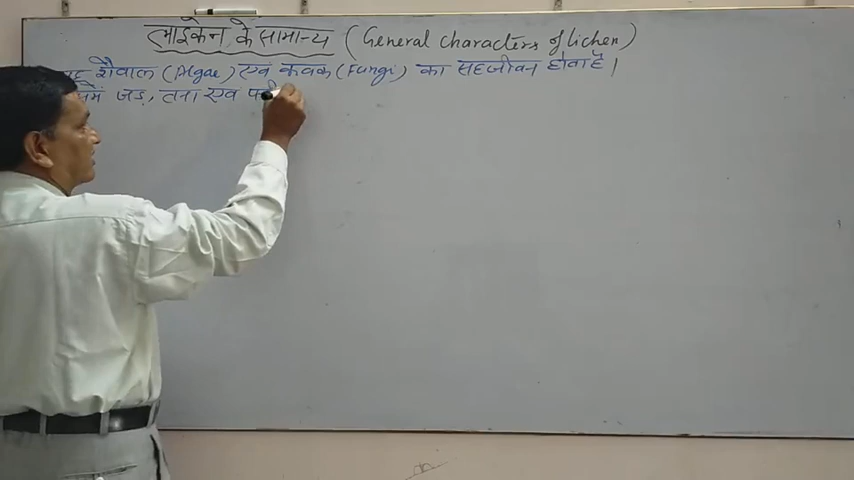 लाइकेन के सामान्य (General characters of lichen)
शैवाल (Algae) एवं कवक (Fungi) का सहजीवन होता है |
जड़, तना एवं